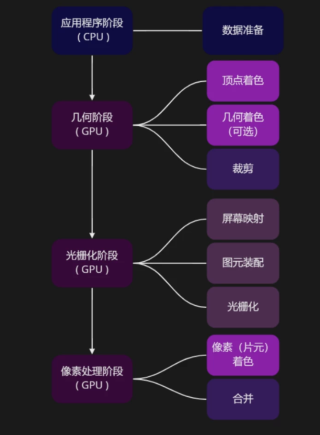 应用程序阶段
（CPU）
数据准备
顶点着色
几何阶段
（GPU）
几何着色
（可选）
裁剪
屏幕映射
光栅化阶段
（GPU）
图元装配
光栅化
像素处理阶段
（GPU）
像素（片元）
着色
合并